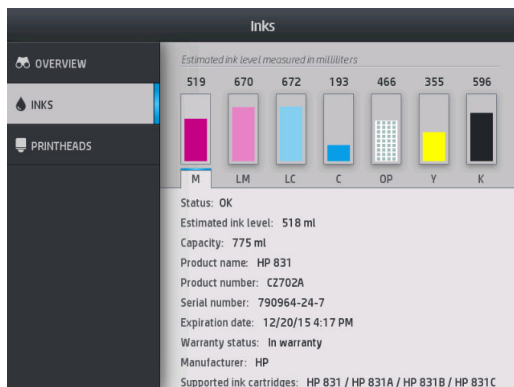 Inks
OVERVIEW
INKS
PRINTHEADS
Estimated ink level measured in milliliters
519 670 672 193 466 355 596
M LM LC C OP Y K
Status: OK
Estimated ink level: 518 ml
Capacity: 775 ml
Product name: HP 831
Product number: CZ702A
Serial number: 790964-24-7
Expiration date: 12/20/15 4:17 PM
Warranty status: In warranty
Manufacturer: HP
Supported ink cartridges: HP 831 / HP 831A / HP 831B / HP 831C